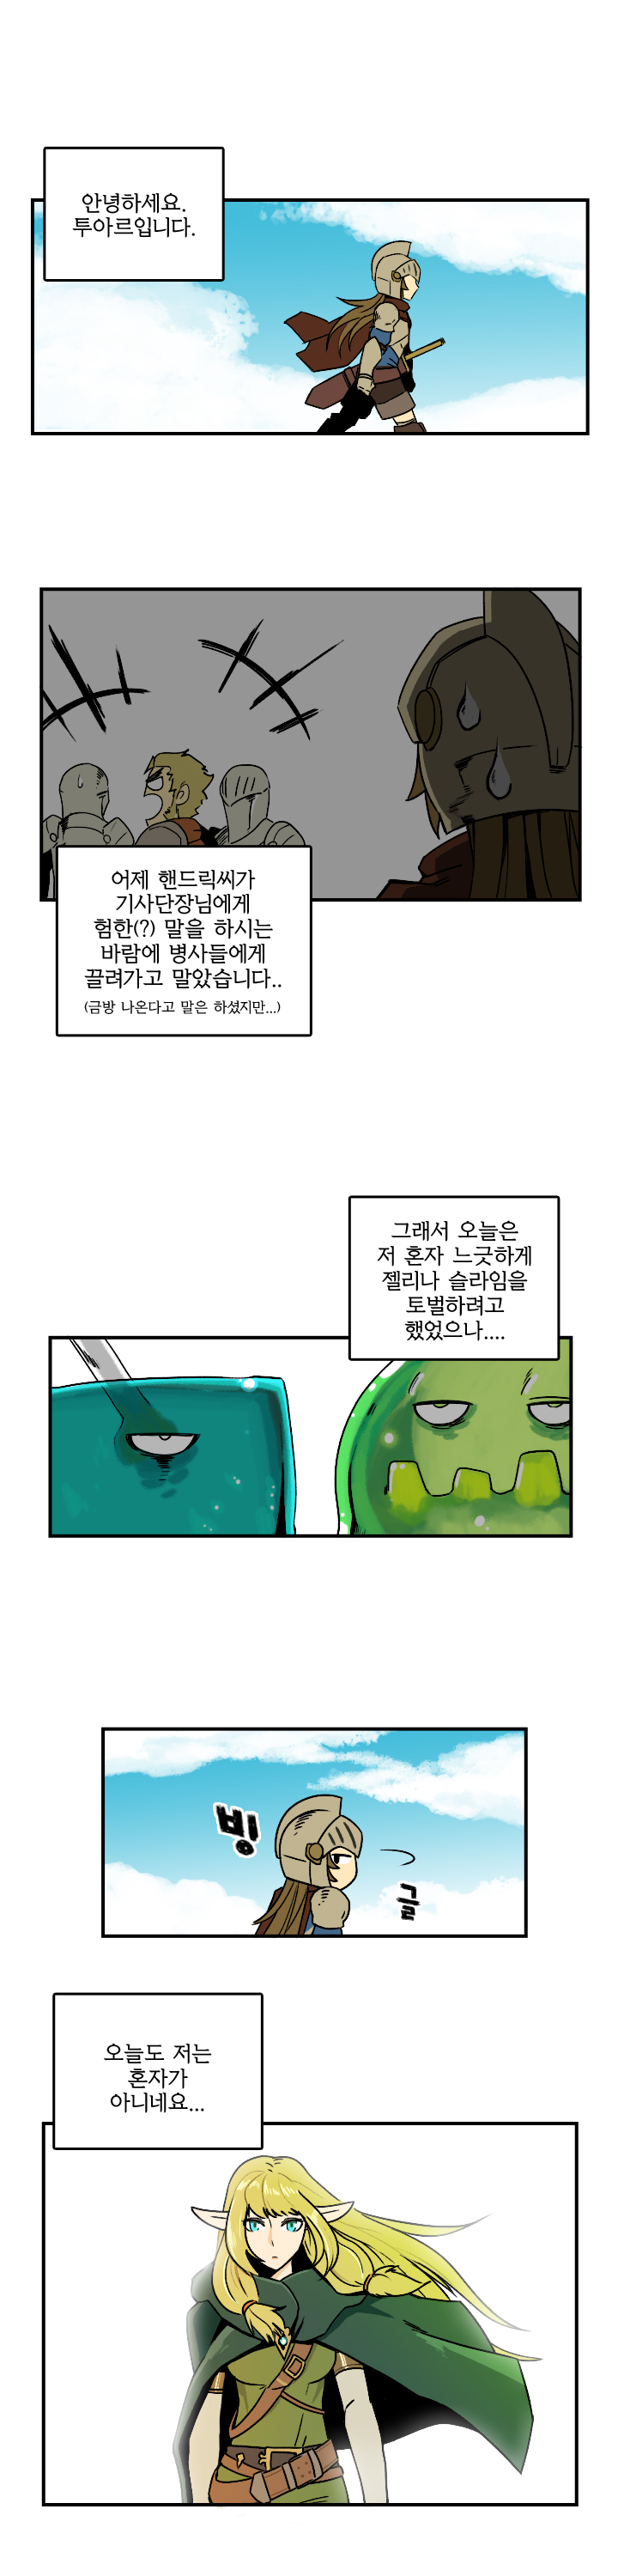 안녕하세요.
투아르입니다.
어제 핸드릭씨가
기사단장님에게
험한(?) 말을 하시는
바람에 병사들에게
끌려가고 말았습니다..
(금방 나온다고 말은 하셨지만...)
그래서 오늘은
저 혼자 느긋하게
젤리나 슬라임을
토벌하려고
했었으나....
빙
글
오늘도 저는
혼자가
아니네요...